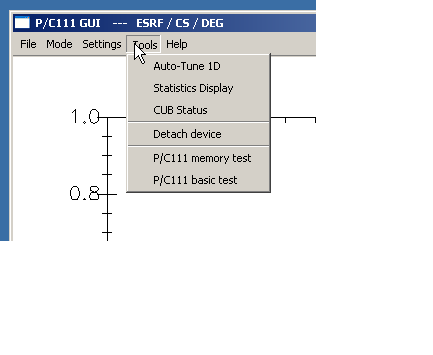 P/C111 GUI --- ESRF / CS / DEG
File Mode Settings Tools Help
Auto-Tune 1D
Statistics Display
CUB Status
Detach device
P/C111 memory test
P/C111 basic test
1.0
0.8